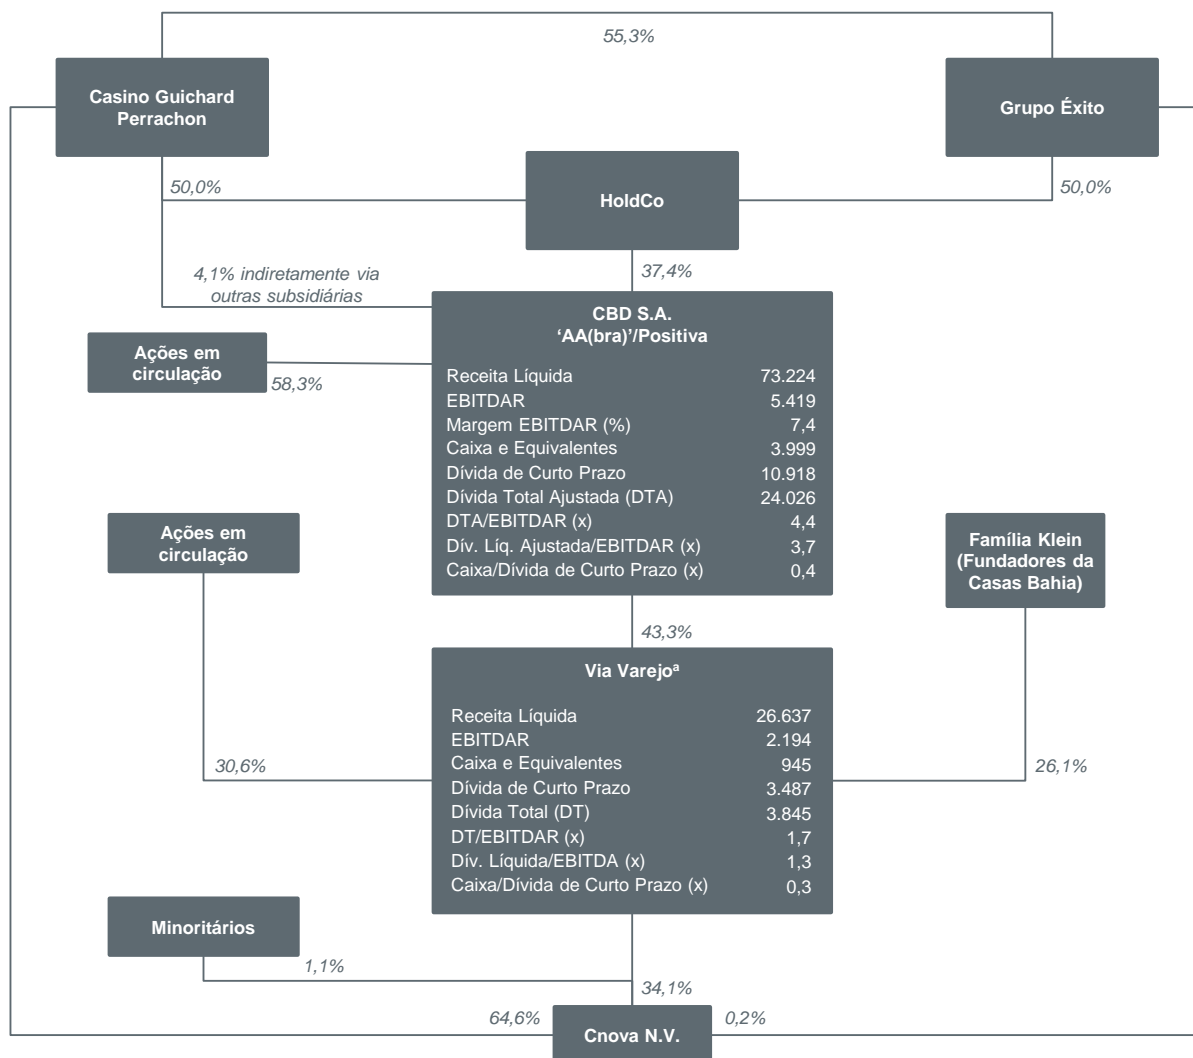 55,3%
Casino Guichard
Perrachon
Grupo Éxito
HoldCo
50,0%
50,0%
4,1% indiretamente via
outras subsidiárias
37,4%
CBD S.A.
‘AA(bra)’/Positiva
Ações em
circulação
58,3%
Receita Líquida 73.224
EBITDAR 5.419
Margem EBITDAR (%) 7,4
Caixa e Equivalentes 3.999
Dívida de Curto Prazo 10.918
Dívida Total Ajustada (DTA) 24.026
DTA/EBITDAR (x) 4,4
Dív. Líq. Ajustada/EBITDAR (x) 3,7
Caixa/Dívida de Curto Prazo (x) 0,4
Ações em
circulação
Família Klein
(Fundadores da
Casas Bahia)
43,3%
Via Varejoª
Receita Líquida 26.637
EBITDAR 2.194
Caixa e Equivalentes 945
Dívida de Curto Prazo 3.487
Dívida Total (DT) 3.845
DT/EBITDAR (x) 1,7
Dív. Líquida/EBITDA (x) 1,3
Caixa/Dívida de Curto Prazo (x) 0,3
30,6%
26,1%
Minoritários
1,1%
34,1%
64,6%
Cnova N.V.
0,2%